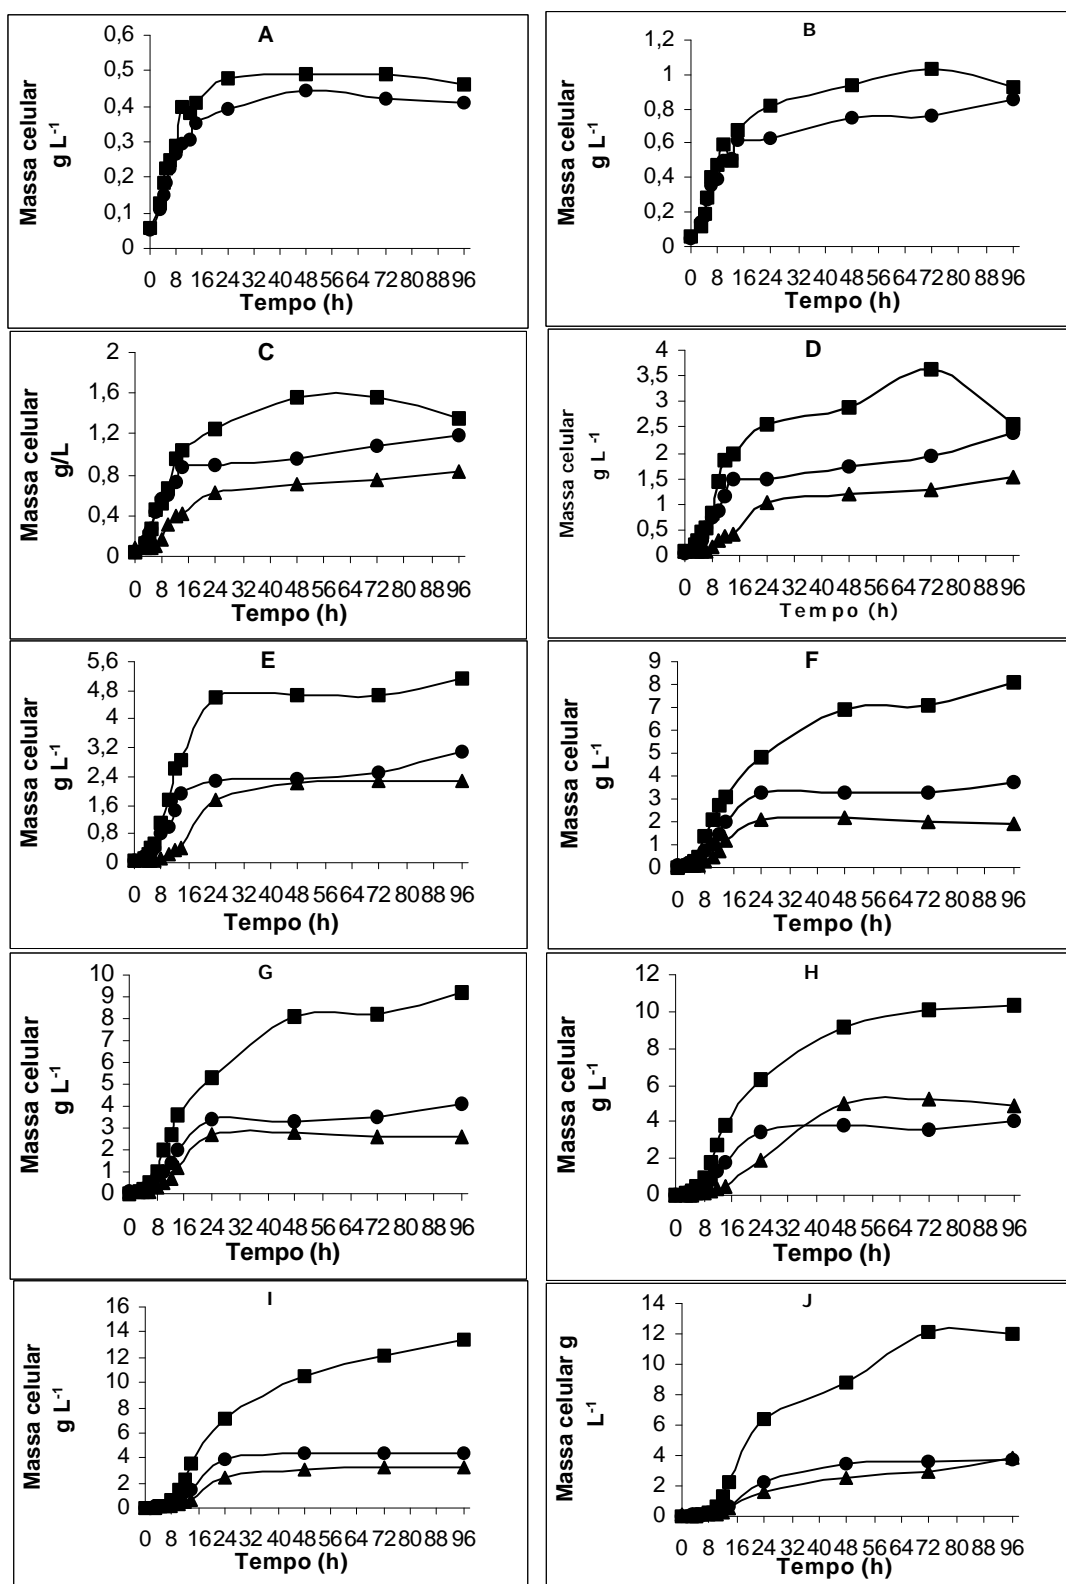 A
Massa celular
g L-1
0,6
0,5
0,4
0,3
0,2
0,1
0
0 8 16 24 32 40 48 56 64 72 80 88 96
Tempo (h)
B
Massa celular
g L-1
1,2
1
0,8
0,6
0,4
0,2
0
0 8 16 24 32 40 48 56 64 72 80 88 96
Tempo (h)
C
Massa celular
g/L
2
1,6
1,2
0,8
0,4
0
0 8 16 24 32 40 48 56 64 72 80 88 96
Tempo (h)
D
Massa celular
g L-1
4
3,5
3
2,5
2
1,5
1
0,5
0
0 8 16 24 32 40 48 56 64 72 80 88 96
Tempo (h)
E
Massa celular
g L-1
5,6
4,8
4
3,2
2,4
1,6
0,8
0
0 8 16 24 32 40 48 56 64 72 80 88 96
Tempo (h)
F
Massa celular
g L-1
9
8
7
6
5
4
3
2
1
0
0 8 16 24 32 40 48 56 64 72 80 88 96
Tempo (h)
G
Massa celular
g L-1
10
9
8
7
6
5
4
3
2
1
0
0 8 16 24 32 40 48 56 64 72 80 88 96
Tempo (h)
H
Massa celular
g L-1
12
10
8
6
4
2
0
0 8 16 24 32 40 48 56 64 72 80 88 96
Tempo (h)
I
Massa celular
g L-1
16
14
12
10
8
6
4
2
0
0 8 16 24 32 40 48 56 64 72 80 88 96
Tempo (h)
J
Massa celular g
L-1
14
12
10
8
6
4
2
0
0 8 16 24 32 40 48 56 64 72 80 88 96
Tempo (h)